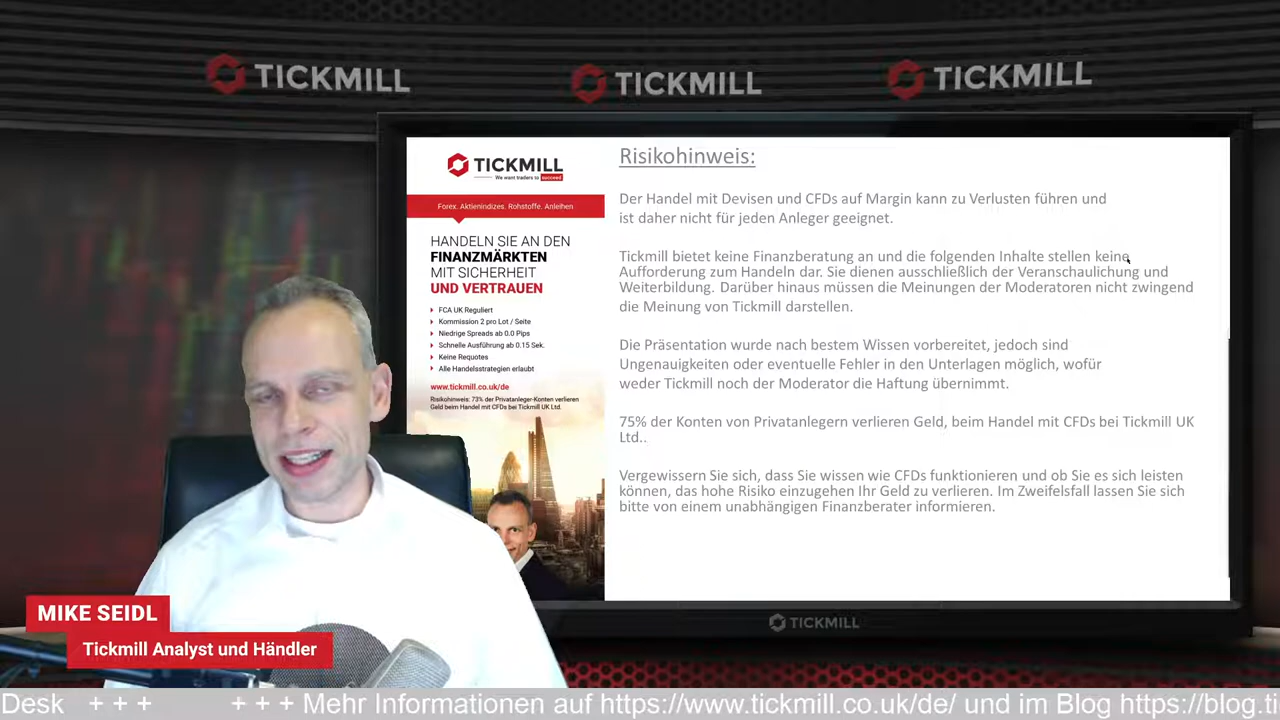 TICKMILL
TICKMILL
TICKMILL
TICKMILL
We want traders to succeed
Forex. Aktienindizes. Rohstoffe. Anleihen
HANDELN SIE AN DEN
FINANZMÄRKTEN
MIT SICHERHEIT
UND VERTRAUEN
FCA UK Reguliert
Kommission 2 pro Lot / Seite
Niedrige Spreads ab 0.0 Pips
Schnelle Ausführung ab 0.15 Sek.
Keine Requotes
Alle Handelsstrategien erlaubt
www.tickmill.co.uk/de
Risikohinweis: 73% der Privatanleger-Konten verlieren
Geld beim Handel mit CFDs bei Tickmill UK Ltd.
Risikohinweis:
Der Handel mit Devisen und CFDs auf Margin kann zu Verlusten führen und
ist daher nicht für jeden Anleger geeignet.
Tickmill bietet keine Finanzberatung an und die folgenden Inhalte stellen keine
Aufforderung zum Handeln dar. Sie dienen ausschließlich der Veranschaulichung und
Weiterbildung. Darüber hinaus müssen die Meinungen der Moderatoren nicht zwingend
die Meinung von Tickmill darstellen.
Die Präsentation wurde nach bestem Wissen vorbereitet, jedoch sind
Ungenauigkeiten oder eventuelle Fehler in den Unterlagen möglich, wofür
weder Tickmill noch der Moderator die Haftung übernimmt.
75% der Konten von Privatanlegern verlieren Geld, beim Handel mit CFDs bei Tickmill UK
Ltd..
Vergewissern Sie sich, dass Sie wissen wie CFDs funktionieren und ob Sie es sich leisten
können, das hohe Risiko einzugehen Ihr Geld zu verlieren. Im Zweifelsfall lassen Sie sich
bitte von einem unabhängigen Finanzberater informieren.
TICKMILL
MIKE SEIDL
Tickmill Analyst und Händler
Desk +++ +++ Mehr Informationen auf https://www.tickmill.co.uk/de/ und im Blog https://blog.ti